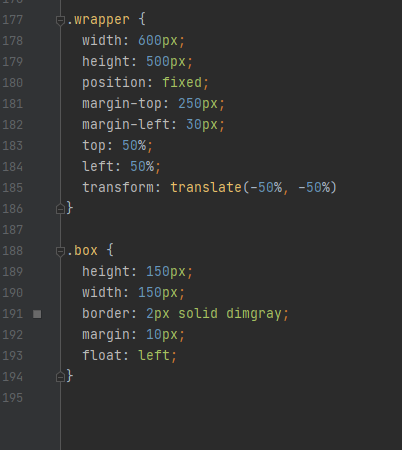 177 .wrapper {
178 width: 600px;
179 height: 500px;
180 position: fixed;
181 margin-top: 250px;
182 margin-left: 30px;
183 top: 50%;
184 left: 50%;
185 transform: translate(-50%, -50%)
186 }
187
188 .box {
189 height: 150px;
190 width: 150px;
191 border: 2px solid dimgray;
192 margin: 10px;
193 float: left;
194 }
195